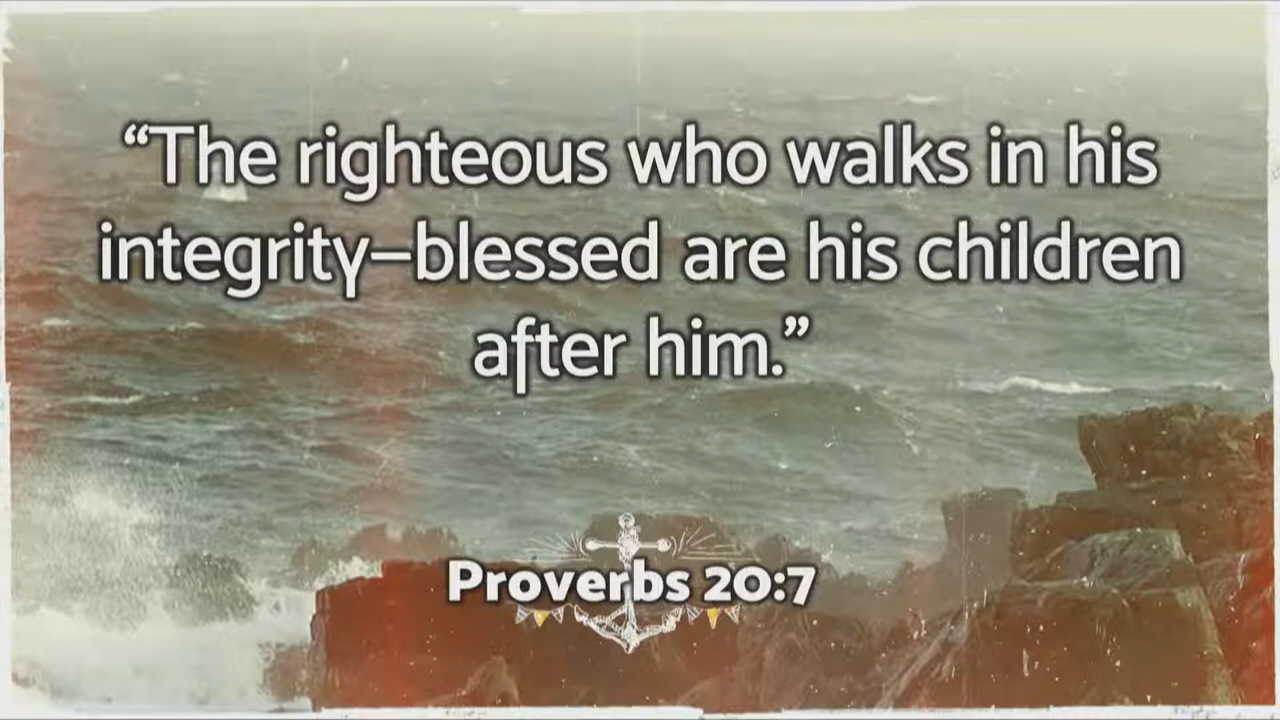 “The righteous who walks in his
integrity—blessed are his children
after him.”
Proverbs 20:7